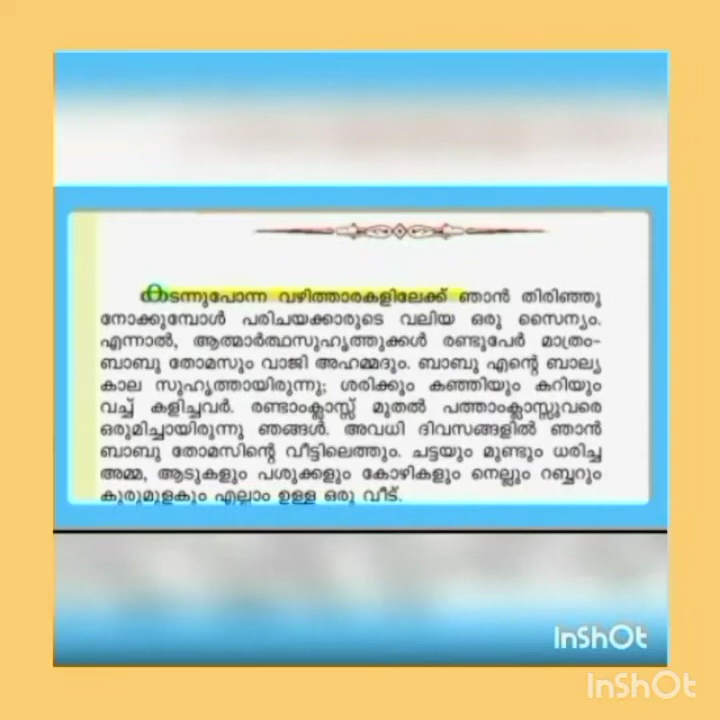 കടന്നുപോന്ന വഴിത്താരകളിലേക്ക് ഞാൻ തിരിഞ്ഞു
നോക്കുമ്പോൾ പരിചയക്കാരുടെ വലിയ ഒരു സൈന്യം.
എന്നാൽ, ആത്മാർത്ഥസുഹൃത്തുക്കൾ രണ്ടുപേർ മാത്രം-
ബാബു തോമസും വാജി അഹമ്മദും. ബാബു എന്റെ ബാല്യ
കാല സുഹൃത്തായിരുന്നു; ശരിക്കും കഞ്ഞിയും കറിയും
വച്ച് കളിച്ചവർ. രണ്ടാംക്ലാസ്സ് മുതൽ പത്താംക്ലാസ്സുവരെ
ഒരുമിച്ചായിരുന്നു ഞങ്ങൾ. അവധി ദിവസങ്ങളിൽ ഞാൻ
ബാബു തോമസിന്റെ വീട്ടിലെത്തും. ചട്ടയും മുണ്ടും ധരിച്ച
അമ്മ, ആടുകളും പശുക്കളും കോഴികളും നെല്ലും റബ്ബറും
കുരുമുളകും എല്ലാം ഉള്ള ഒരു വീട്.
InShOt
InShOt